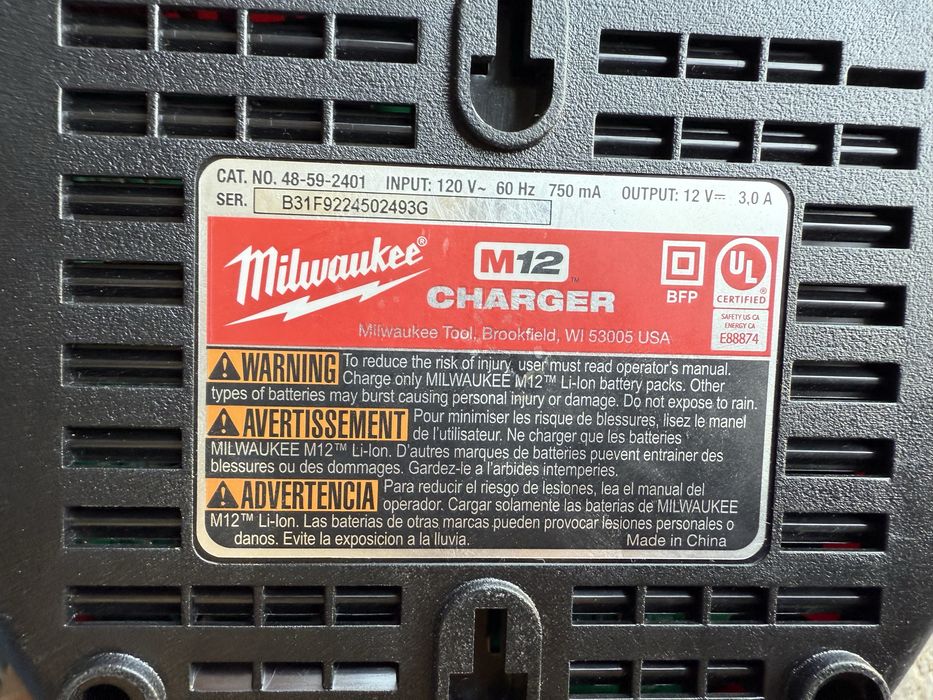 CAT. NO. 48-59-2401 INPUT: 120 V~ 60 Hz 750 mA OUTPUT: 12 V⎓ 3,0 A
SER. B31F9224502493G
Milwaukee®
M12™
CHARGER
BFP
UL®
CERTIFIED
SAFETY US CA
ENERGY CA
E88874
Milwaukee Tool, Brookfield, WI 53005 USA
WARNING To reduce the risk of injury, user must read operator's manual.
Charge only MILWAUKEE M12™ Li-Ion battery packs. Other
types of batteries may burst causing personal injury or damage. Do not expose to rain.
AVERTISSEMENT Pour minimiser les risque de blessures, lisez le manel
de l'utilisateur. Ne charger que les batteries
MILWAUKEE M12™ Li-Ion. D'autres marques de batteries puevent entrainer des
blessures ou des dommages. Gardez-le a l'arbides intemperies.
ADVERTENCIA Para reducir el riesgo de lesiones, lea el manual del
operador. Cargar solamente las baterias de MILWAUKEE
M12™ Li-Ion. Las baterias de otras marcas pueden provocar lesiones personales o
danos. Evite la exposicion a la lluvia.
Made in China